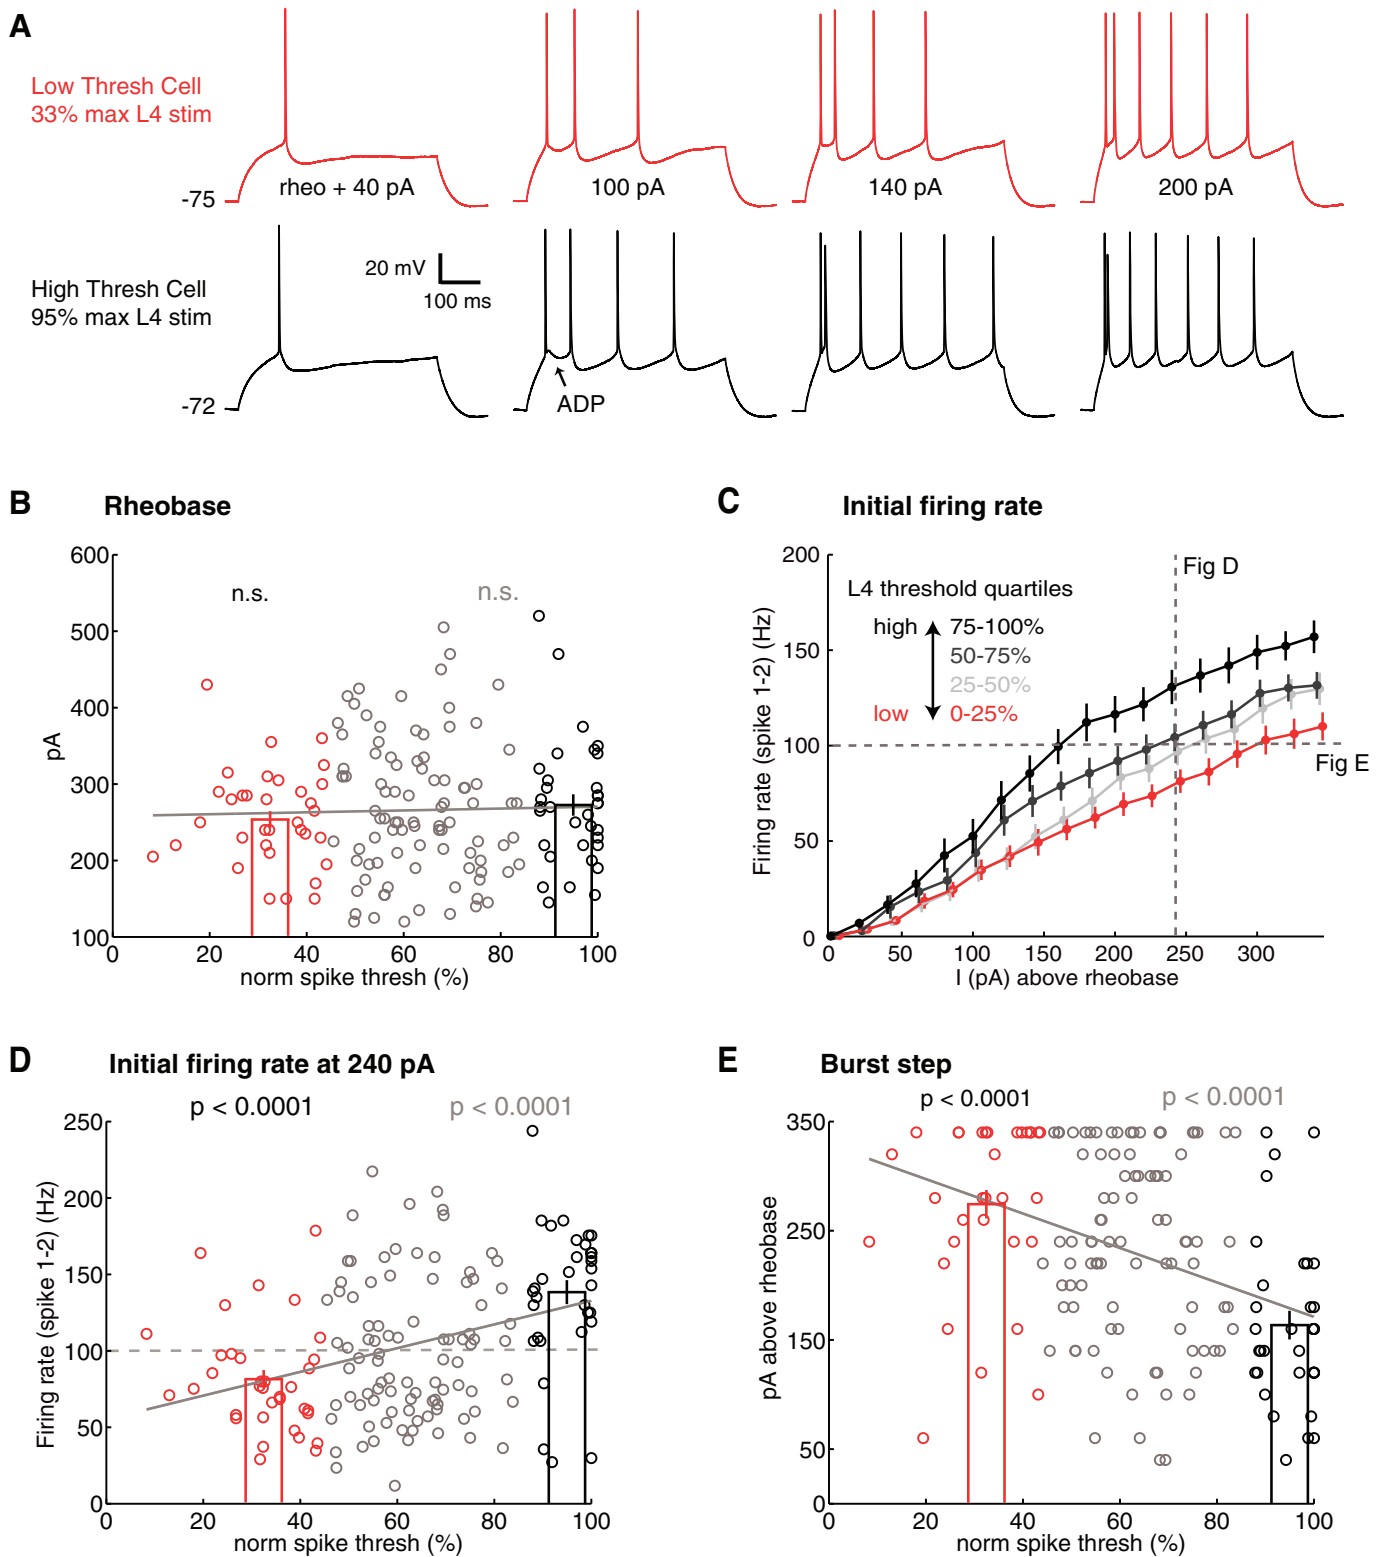 A
Low Thresh Cell
33% max L4 stim
-75
rheo + 40 pA
100 pA
140 pA
200 pA
High Thresh Cell
95% max L4 stim
20 mV
100 ms
-72
ADP
B
Rheobase
n.s.
n.s.
600
500
400
300
200
100
pA
0
20
40
60
80
100
norm spike thresh (%)
C
Initial firing rate
Fig D
L4 threshold quartiles
high
75-100%
50-75%
25-50%
low
0-25%
Fig E
200
150
100
50
0
Firing rate (spike 1-2) (Hz)
0
50
100
150
200
250
300
I (pA) above rheobase
D
Initial firing rate at 240 pA
p < 0.0001
p < 0.0001
250
200
150
100
50
0
Firing rate (spike 1-2) (Hz)
0
20
40
60
80
100
norm spike thresh (%)
E
Burst step
p < 0.0001
p < 0.0001
350
250
150
50
0
pA above rheobase
0
20
40
60
80
100
norm spike thresh (%)